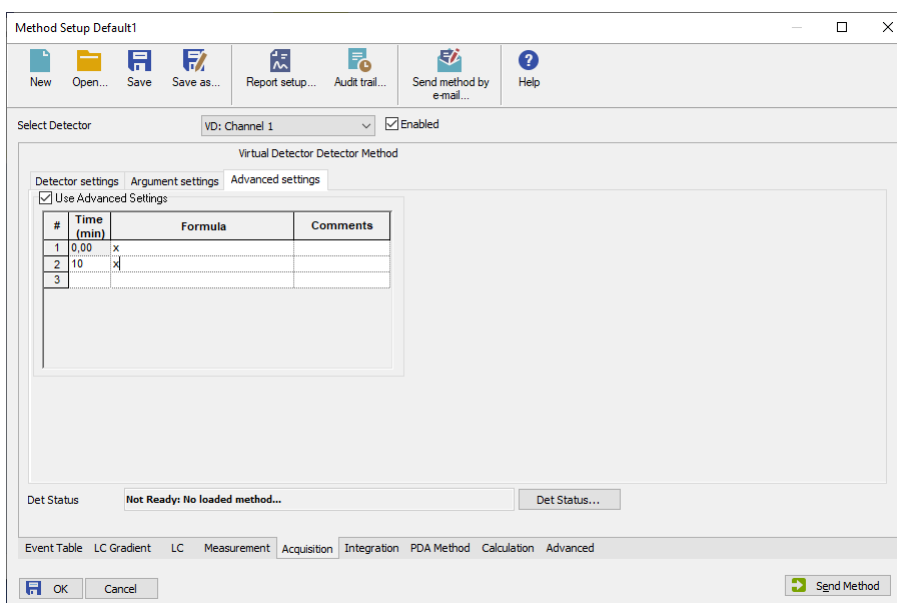 Method Setup Default1
New Open... Save Save as... Report setup... Audit trail... Send method by e-mail... Help
Select Detector VD: Channel 1 Enabled
Virtual Detector Detector Method
Detector settings Argument settings Advanced settings
Use Advanced Settings
# Time (min) Formula Comments
1 0,00 x
2 10 x
3
Det Status Not Ready: No loaded method... Det Status...
Event Table LC Gradient LC Measurement Acquisition Integration PDA Method Calculation Advanced
OK Cancel Send Method